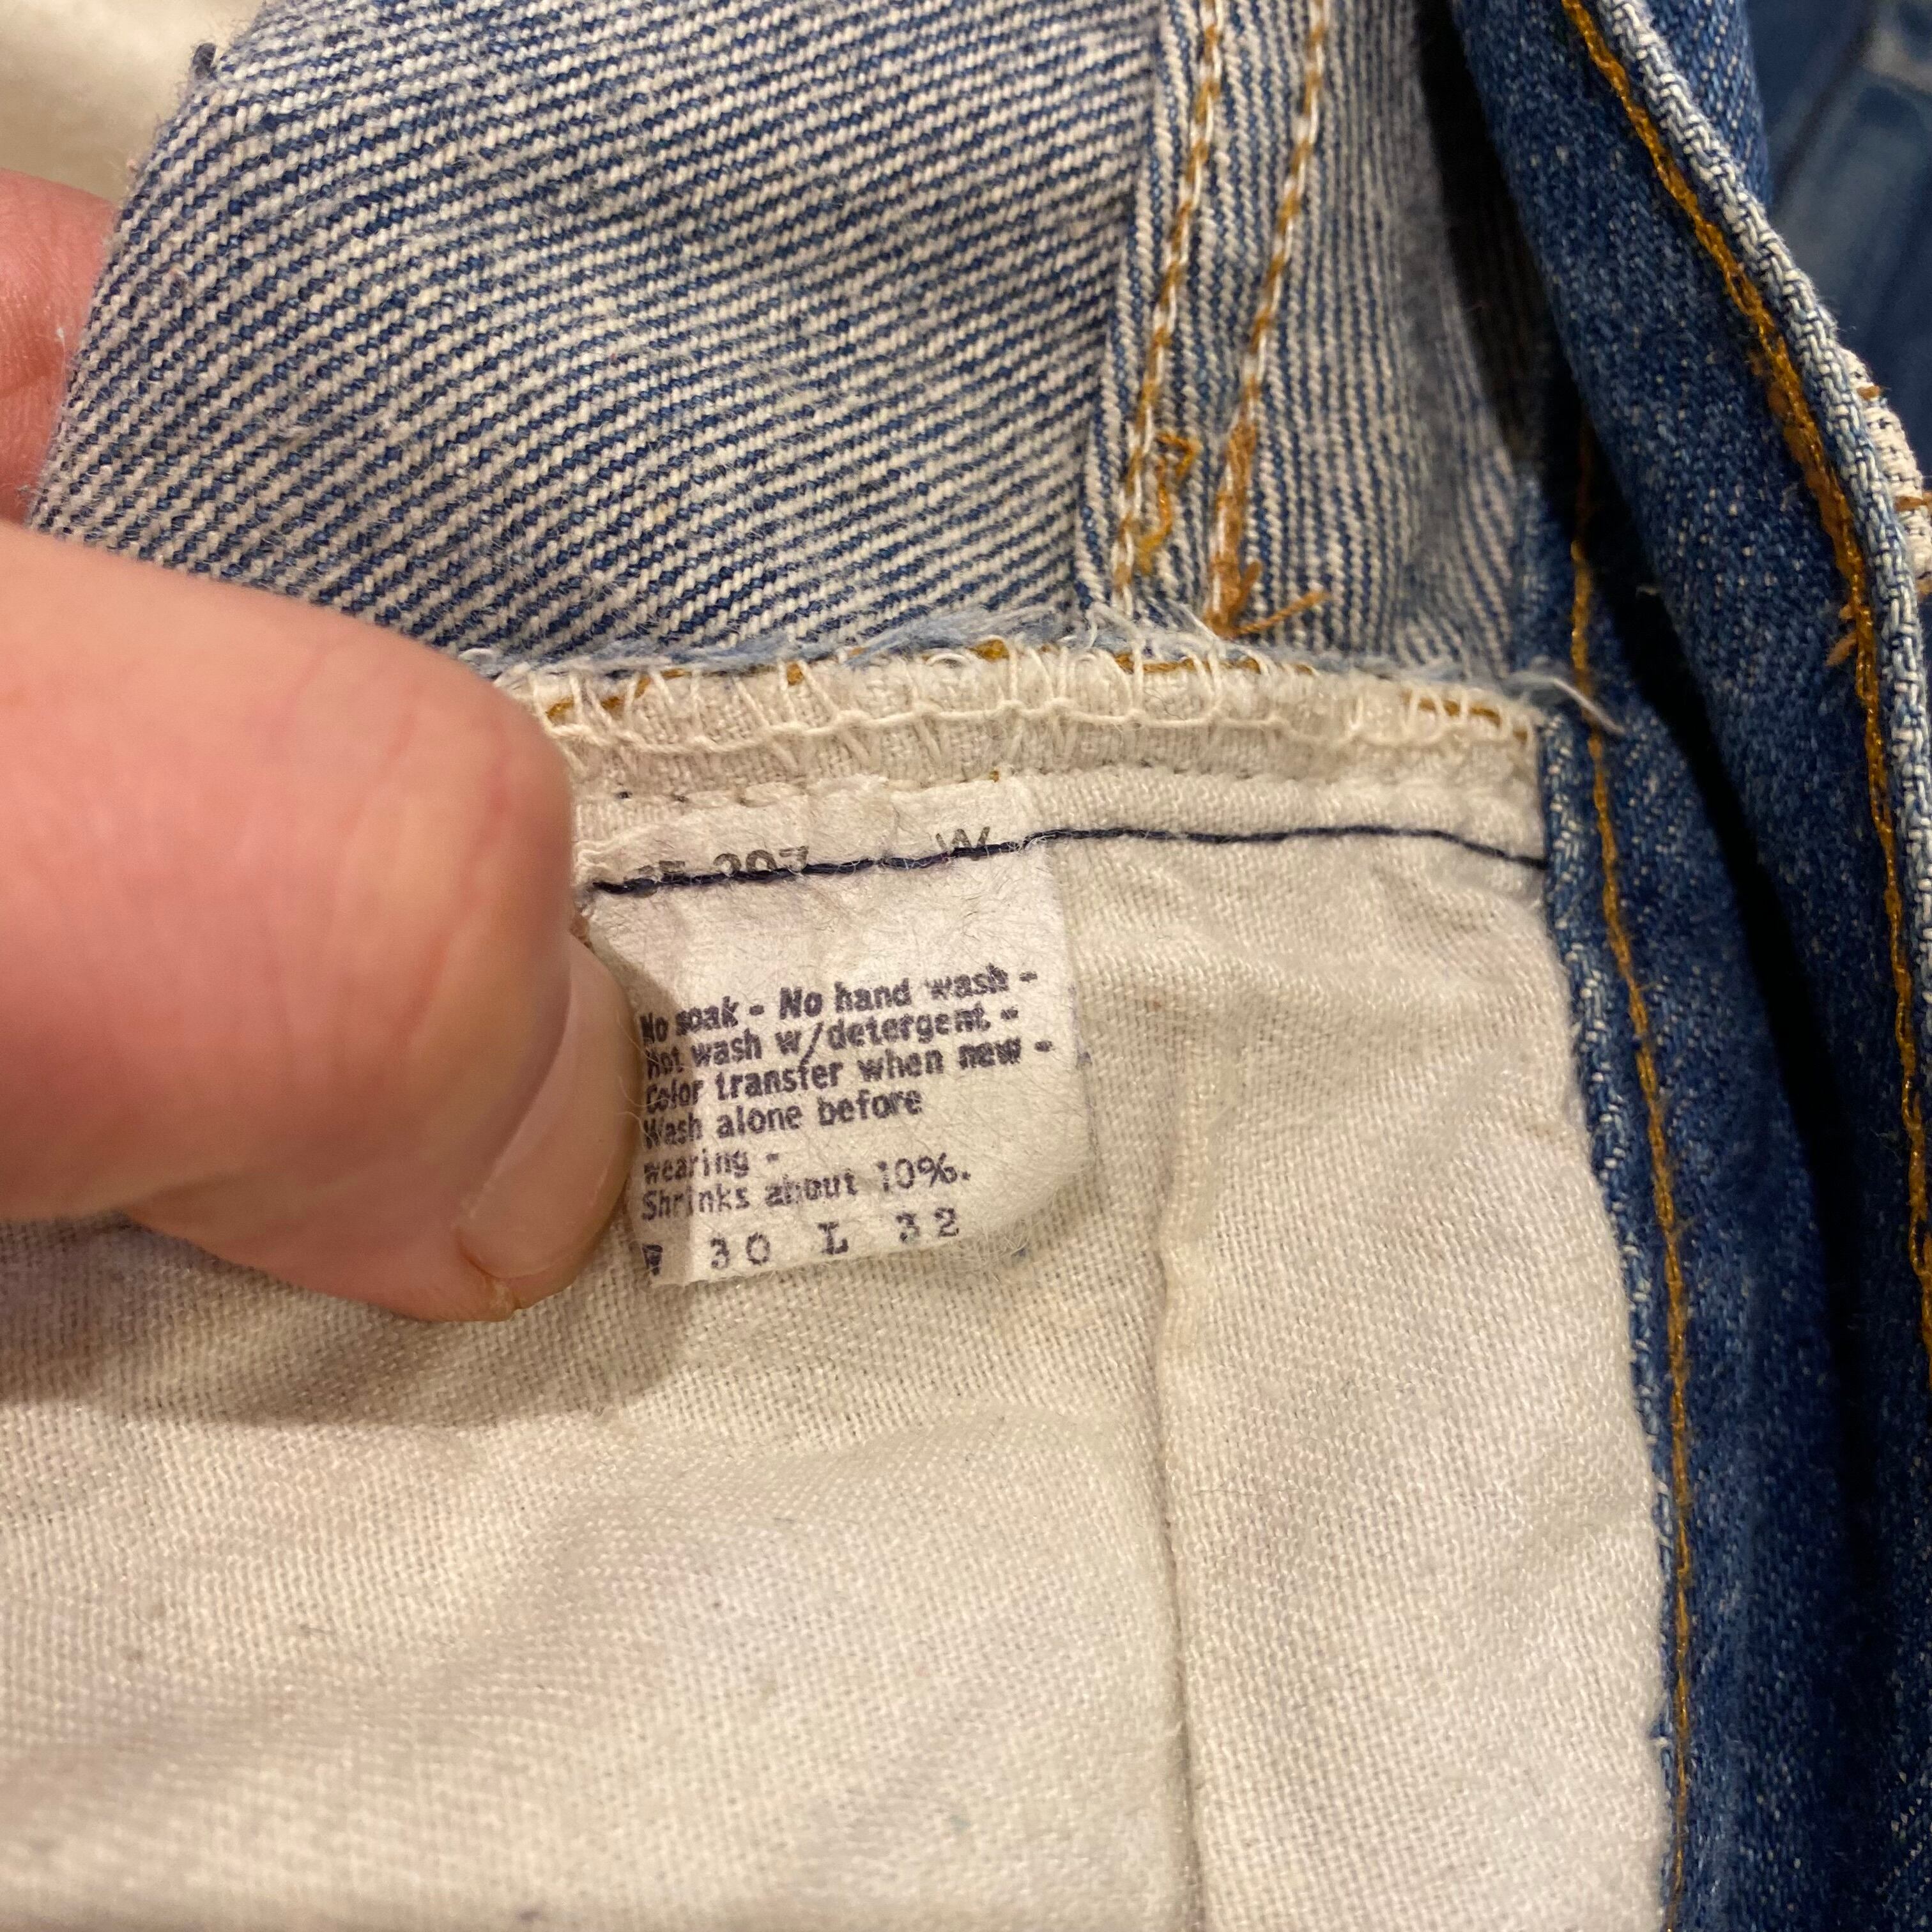 W
No soak - No hand wash -
Hot wash w/detergent -
Color transfer when new -
Wash alone before
wearing -
Shrinks about 10%.
W 30 L 32